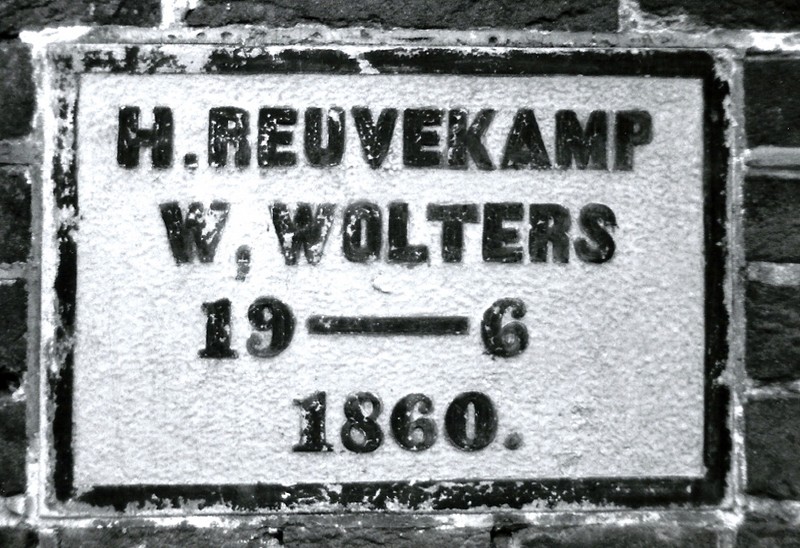 H. REUVEKAMP
W, WOLTERS
19—6
1860.